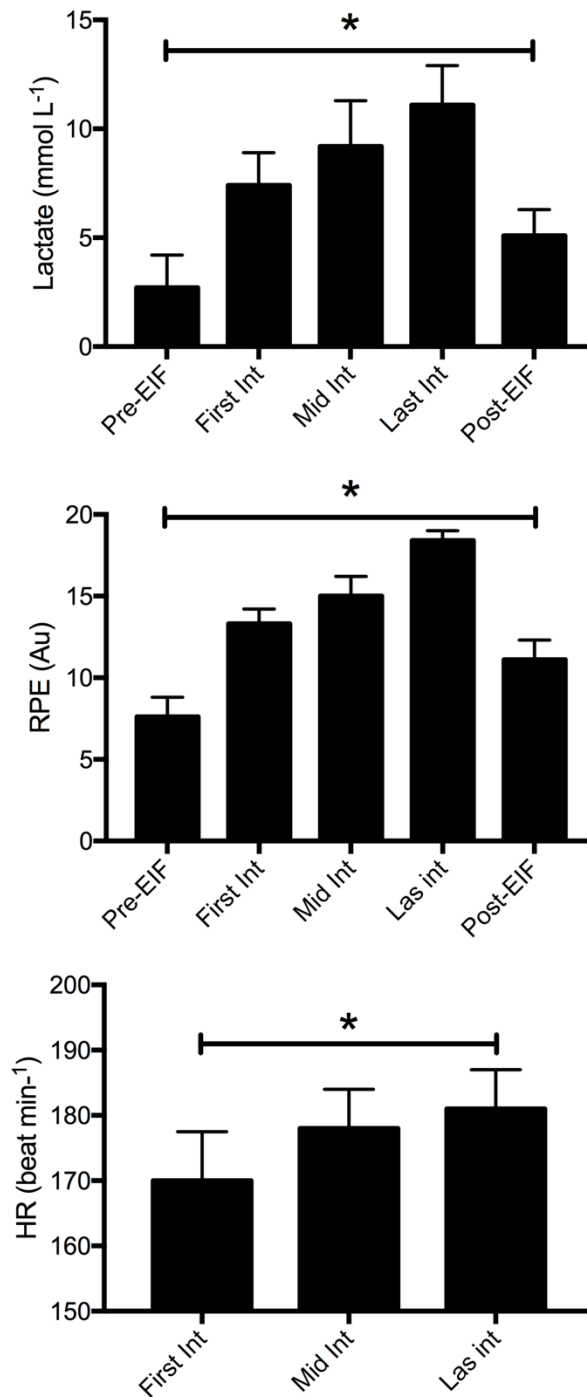 *
15
10
5
0
Lactate (mmol L-1)
Pre-EIF
First Int
Mid Int
Last Int
Post-EIF
*
20
15
10
5
0
RPE (Au)
Pre-EIF
First Int
Mid Int
Las int
Post-EIF
*
200
190
180
170
160
150
HR (beat min-1)
First Int
Mid Int
Las int